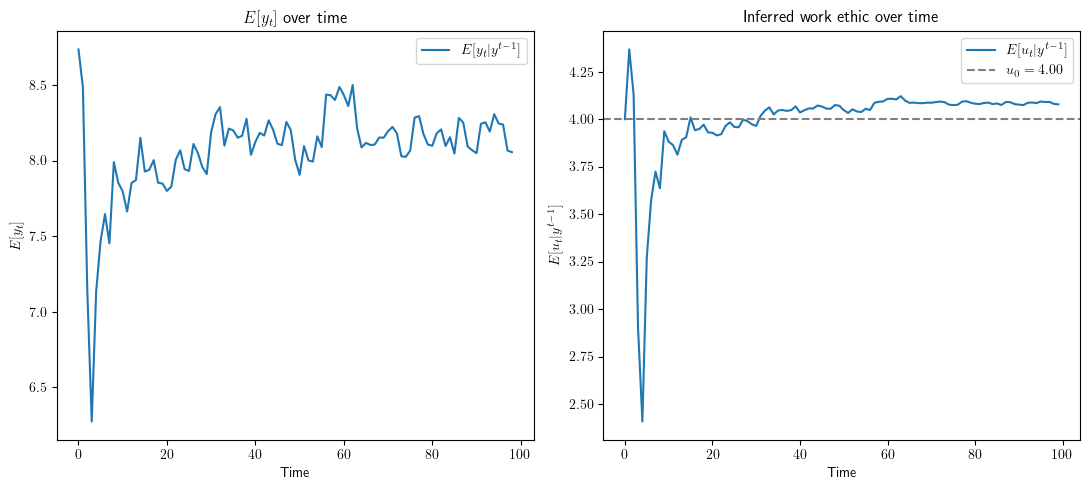 E[y_t] over time
E[y_t|y^{t−1}]
8.5
8.0
7.5
7.0
6.5
E[y_t]
0
20
40
60
80
100
Time
Inferred work ethic over time
E[u_t|y^{t−1}]
u_0 = 4.00
4.25
4.00
3.75
3.50
3.25
3.00
2.75
2.50
E[u_t|y^{t−1}]
0
20
40
60
80
100
Time